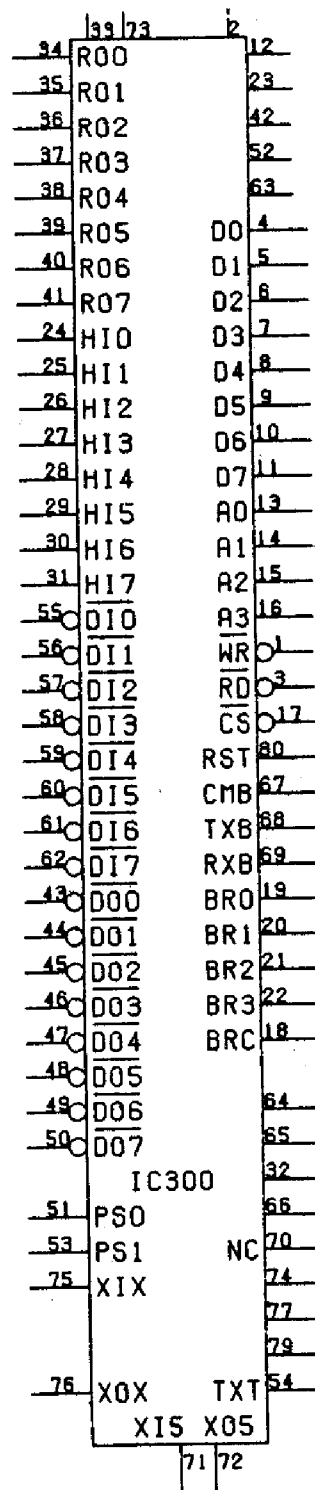 33 73 2
34 RO0 12
35 RO1 23
36 RO2 42
37 RO3 52
38 RO4 63
39 RO5 D0 4
40 RO6 D1 5
41 RO7 D2 6
24 HI0 D3 7
25 HI1 D4 8
26 HI2 D5 9
27 HI3 D6 10
28 HI4 D7 11
29 HI5 A0 13
30 HI6 A1 14
31 HI7 A2 15
55 DI0 A3 16
56 DI1 WR 1
57 DI2 RD 3
58 DI3 CS 17
59 DI4 RST 80
60 DI5 CMB 67
61 DI6 TXB 68
62 DI7 RXB 69
43 DO0 BR0 19
44 DO1 BR1 20
45 DO2 BR2 21
46 DO3 BR3 22
47 DO4 BRC 18
48 DO5
49 DO6 64
50 DO7 65
IC300 32
51 PS0 66
53 PS1 NC 70
75 XIX 74
77
79
76 XOX TXT 54
XIS XOS
71 72